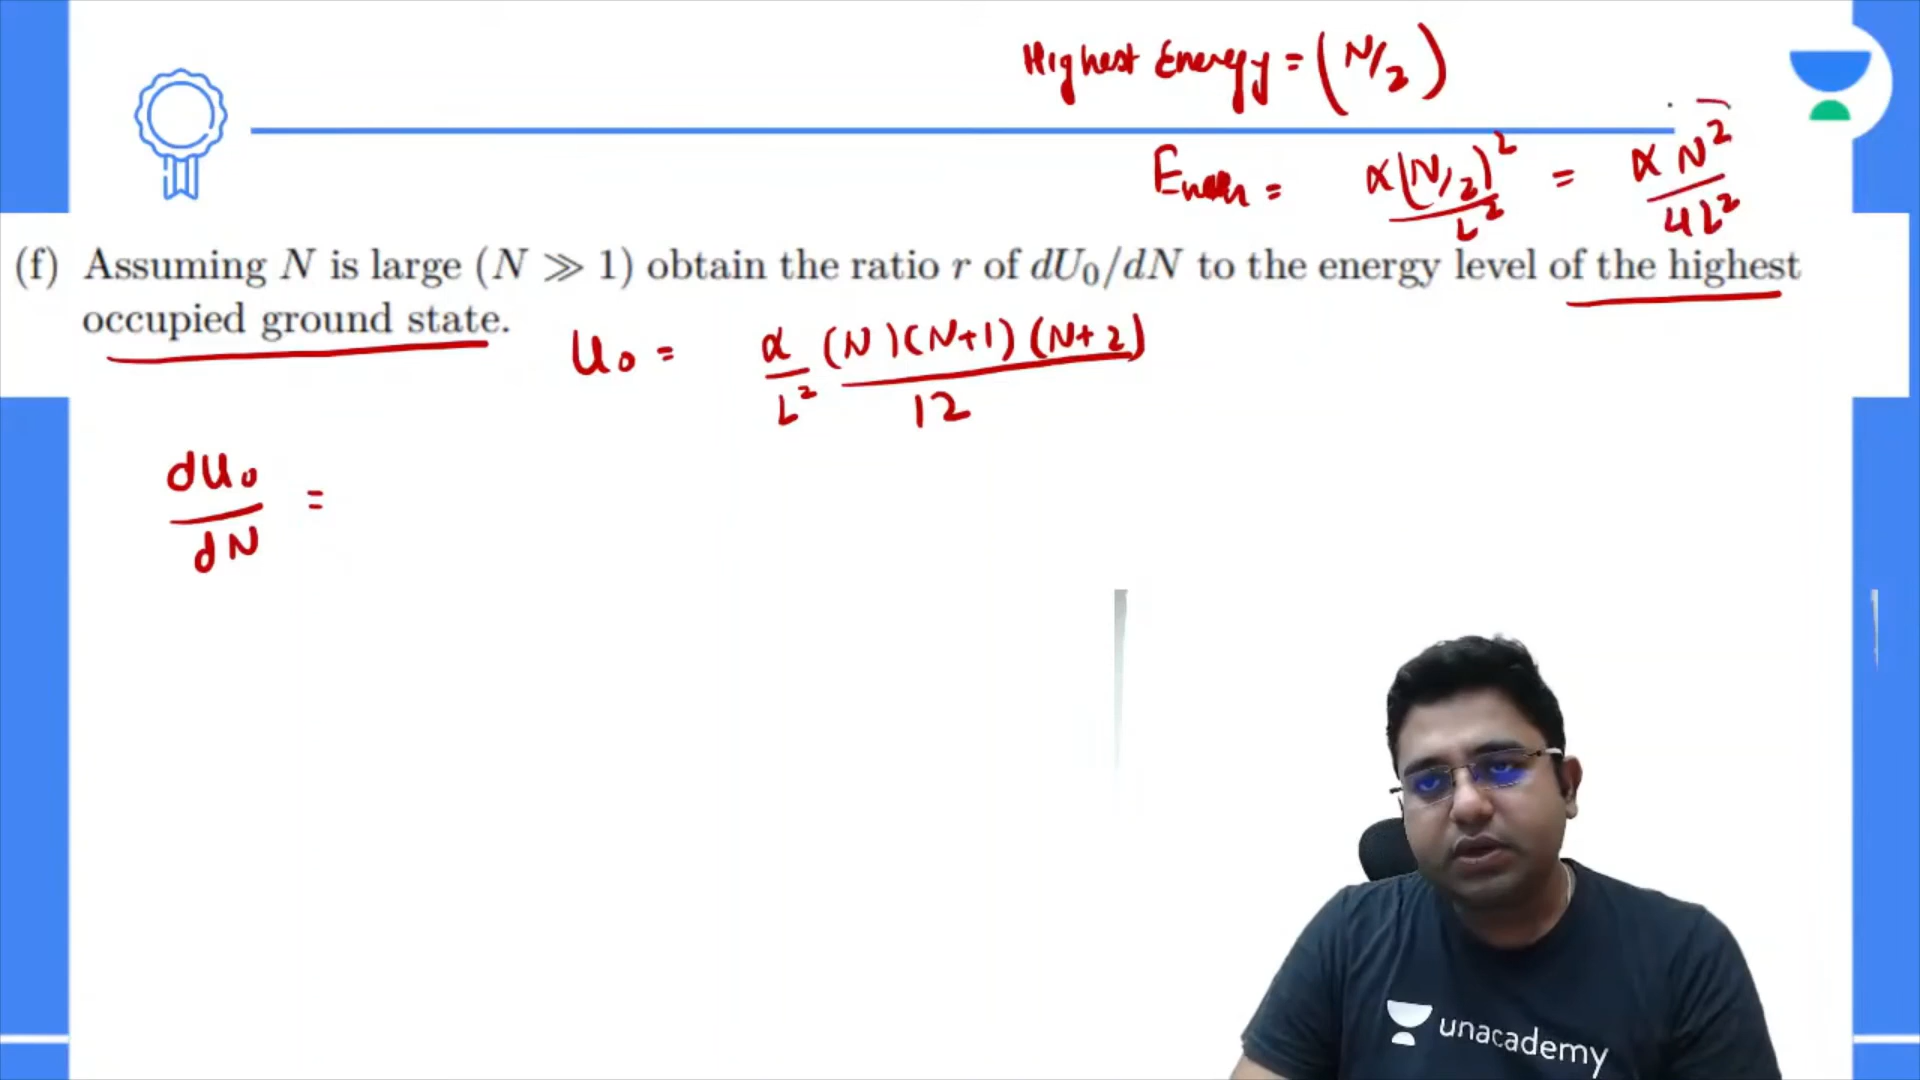 Highest Energy = (N/2)
Emax = α(N/2)² / L² = αN² / 4L²
(f) Assuming N is large (N ≫ 1) obtain the ratio r of dU₀/dN to the energy level of the highest
occupied ground state.
U₀ = α/L² (N)(N+1)(N+2) / 12
dU₀/dN =
unacademy